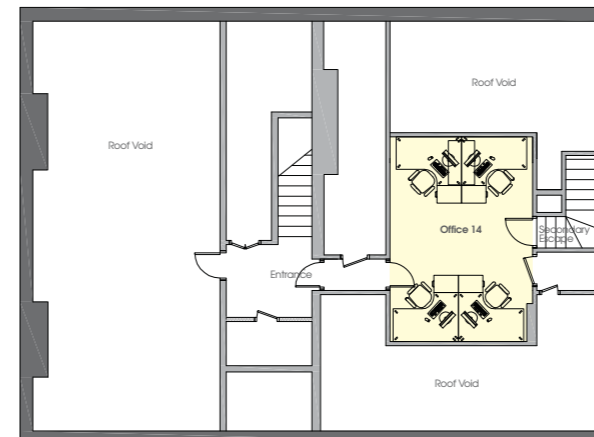 Roof Void
Roof Void
Office 14
Secondary
Escape
Entrance
Roof Void